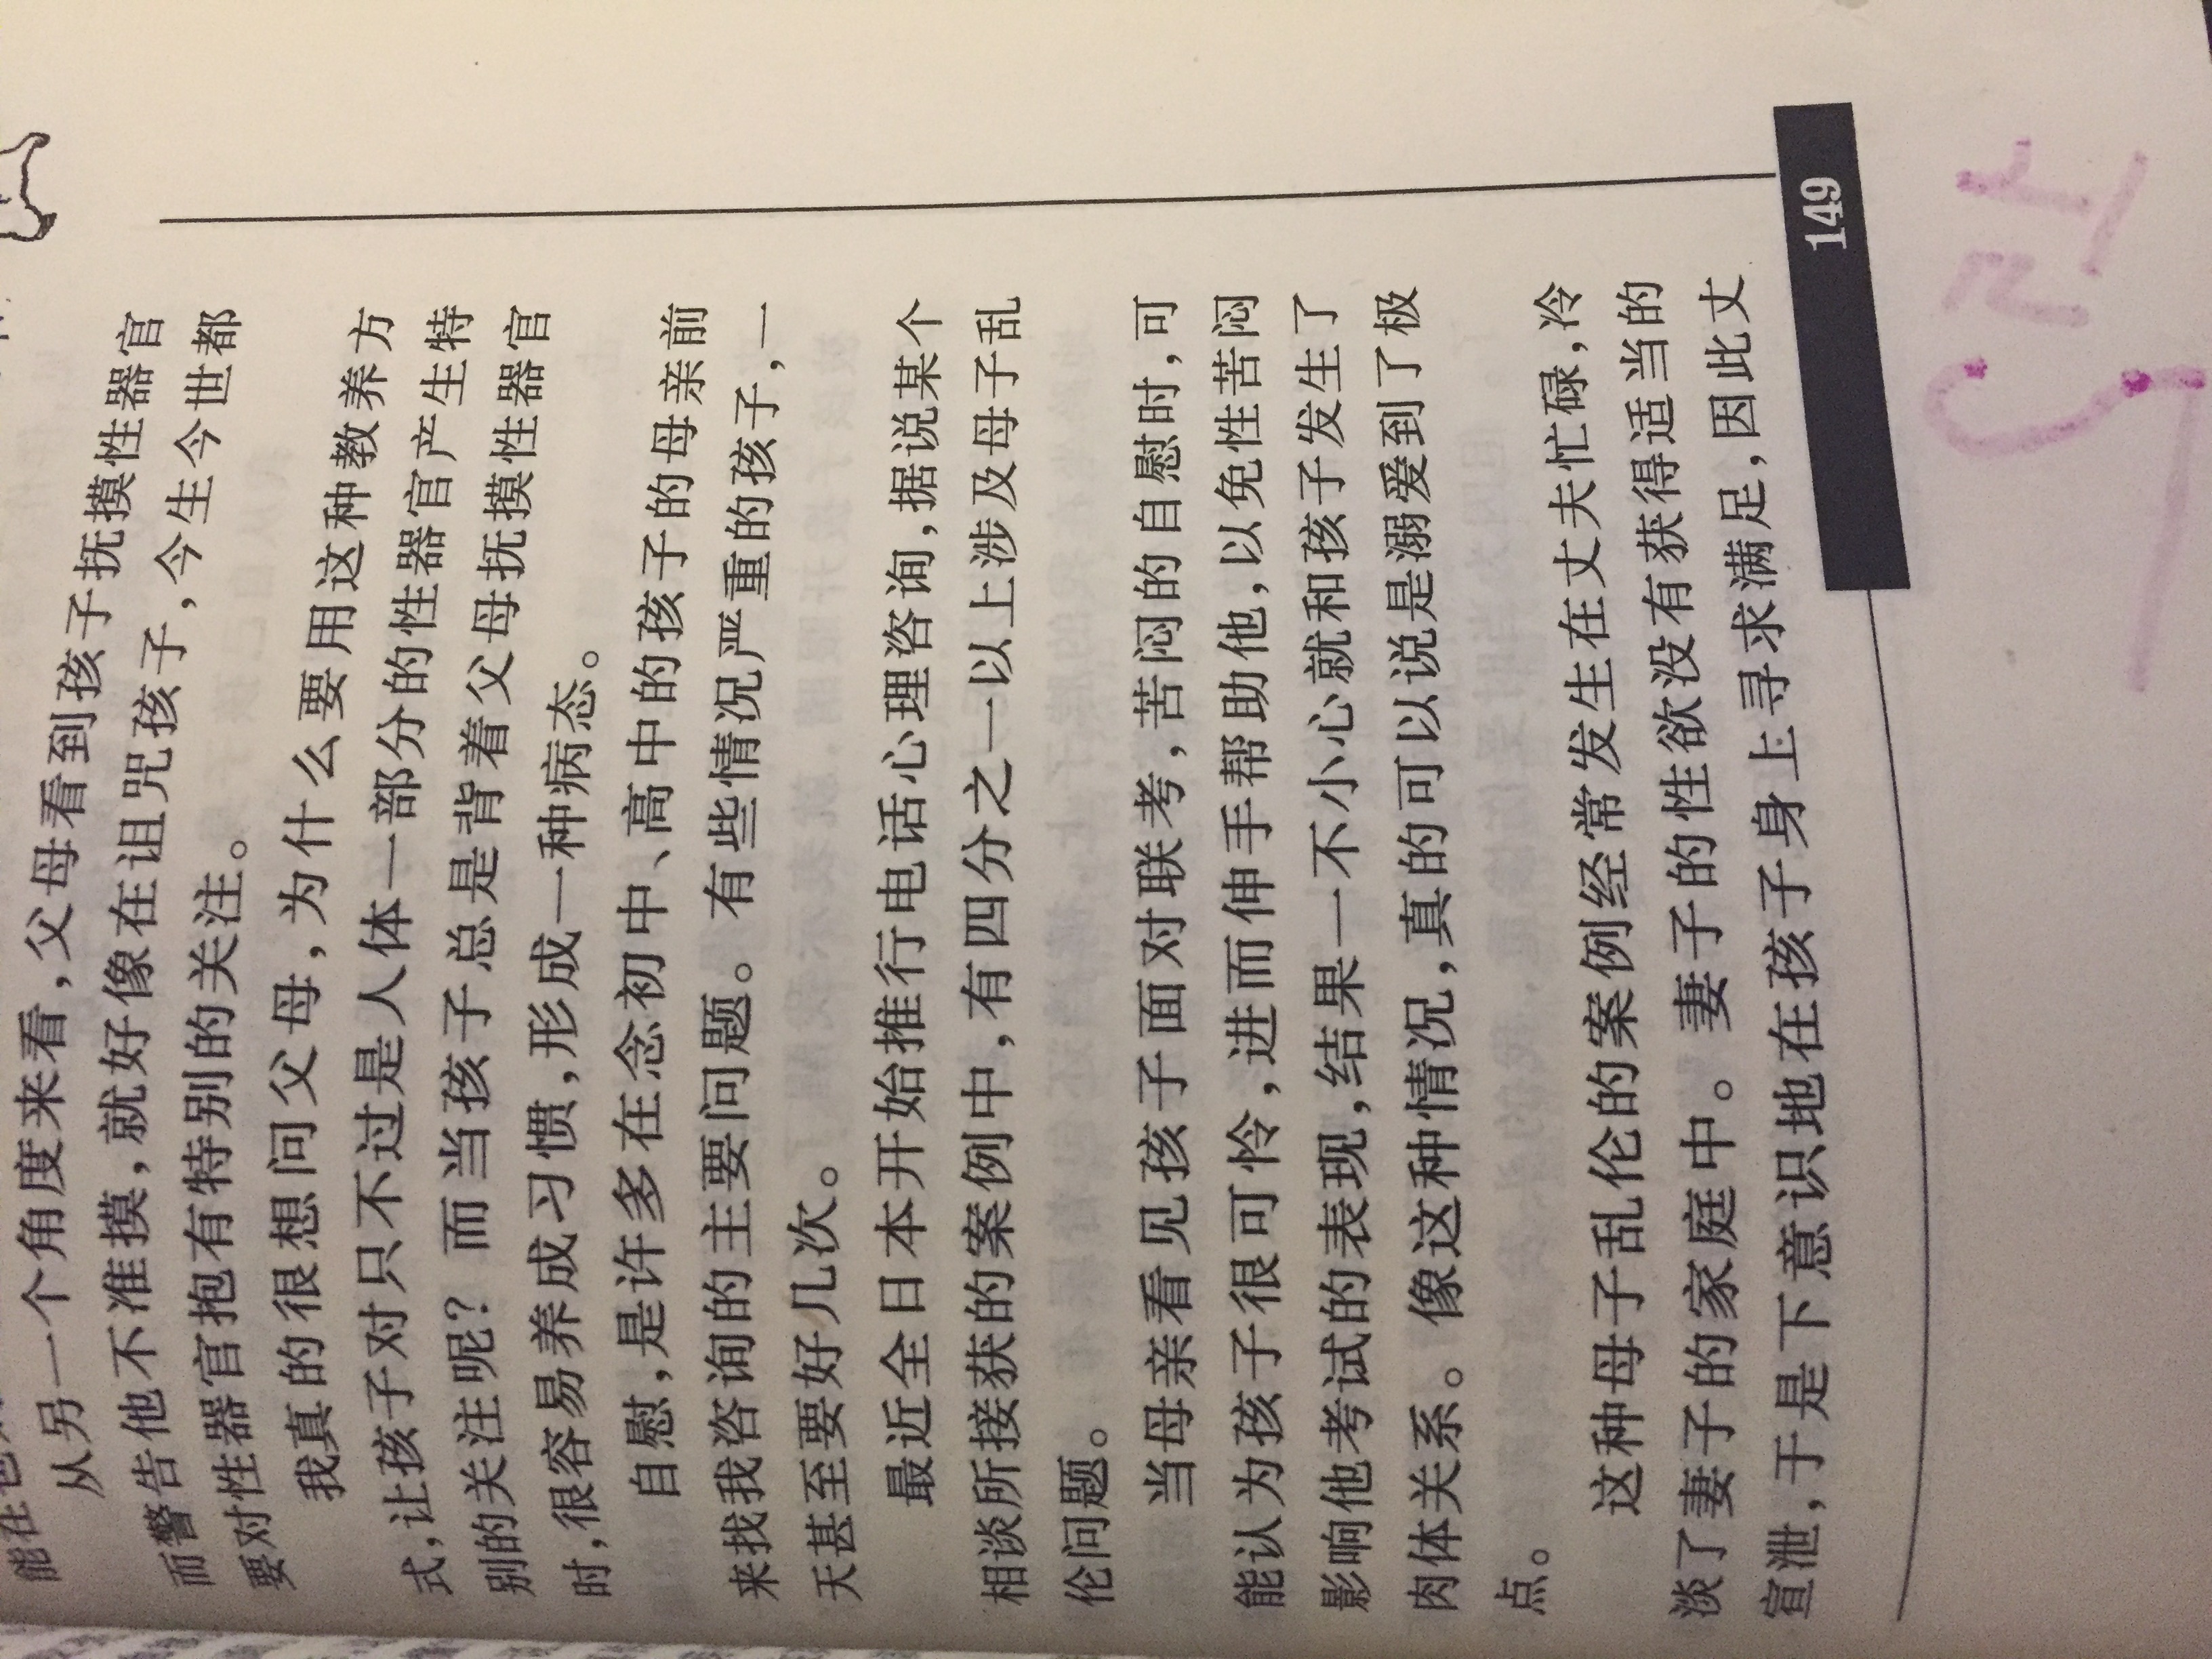 从另一个角度来看，父母看到孩子抚摸性器官
而警告他不准摸，就好像在诅咒孩子，今生今世都
要对性器官抱有特别的关注。
我真的很想问父母，为什么要用这种教养方
式，让孩子对只不过是人体一部分的性器官产生特
别的关注呢？而当孩子总是背着父母抚摸性器官
时，很容易养成习惯，形成一种病态。
自慰，是许多在念初中、高中的孩子的母亲前
来找我咨询的主要问题。有些情况严重的孩子，一
天甚至要好几次。
最近全日本开始推行电话心理咨询，据说某个
相谈所接获的案例中，有四分之一以上涉及母子乱
伦问题。
当母亲看见孩子面对联考，苦闷的自慰时，可
能认为孩子很可怜，进而伸手帮助他，以免性苦闷
影响他考试的表现，结果一不小心就和孩子发生了
肉体关系。像这种情况，真的可以说是溺爱到了极
点。
这种母子乱伦的案例经常发生在丈夫忙碌，冷
淡了妻子的家庭中。妻子的性欲没有获得适当的
宣泄，于是下意识地在孩子身上寻求满足，因此丈
149